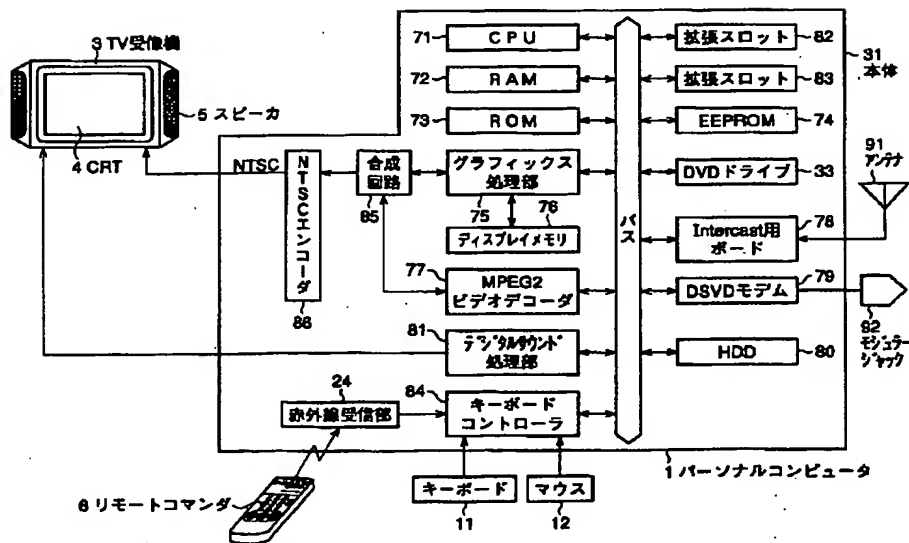 3 TV受像機
5 スピーカ
4 CRT
71
CPU
72
RAM
73
ROM
NTSC
NTSCエンコーダ
86
合成
回路
85
グラフィックス
処理部
75
76
ディスプレイメモリ
77
MPEG2
ビデオデコーダ
81
デジタルサウンド
処理部
24
赤外線受信部
84
キーボード
コントローラ
6 リモートコマンダ
キーボード
11
マウス
12
バス
拡張スロット
82
拡張スロット
83
EEPROM
74
DVDドライブ
33
Intercast用
ボード
78
DSVDモデム
79
HDD
80
31
本体
91
アンテナ
92
モジュラー
ジャック
1 パーソナルコンピュータ